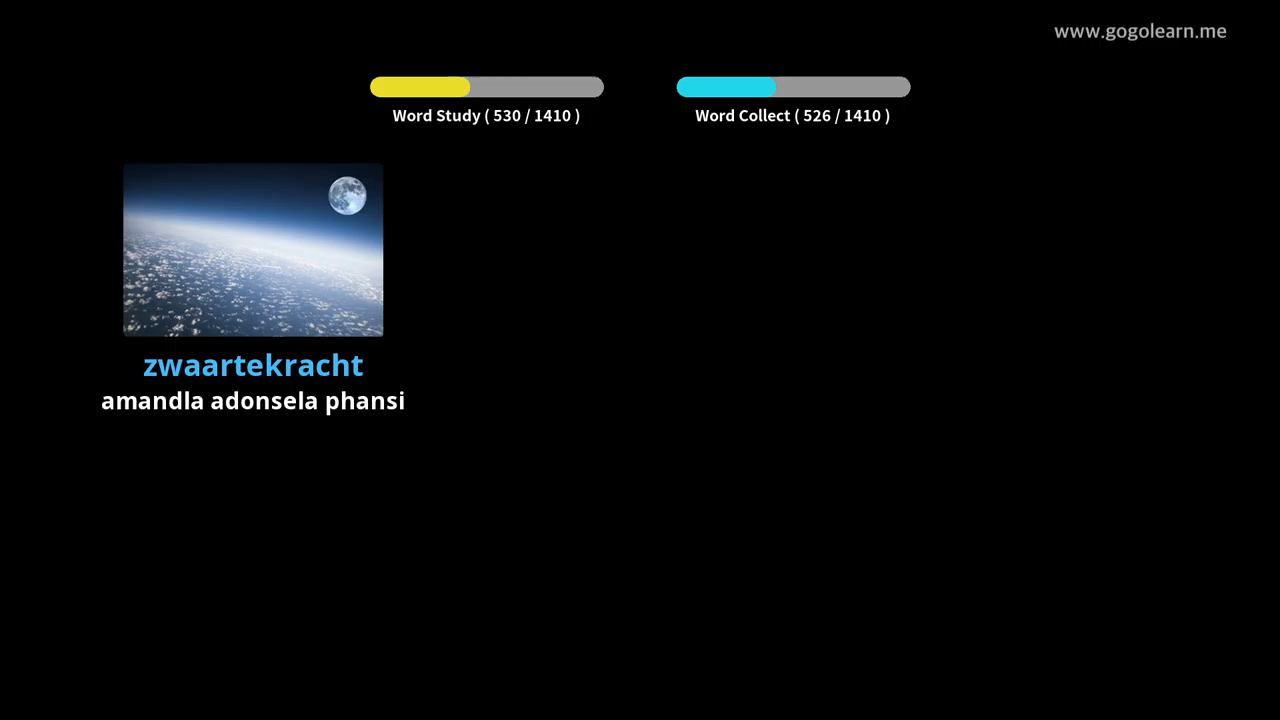 www.gogolearn.me
Word Study ( 530 / 1410 )
Word Collect ( 526 / 1410 )
zwaartekracht
amandla adonsela phansi